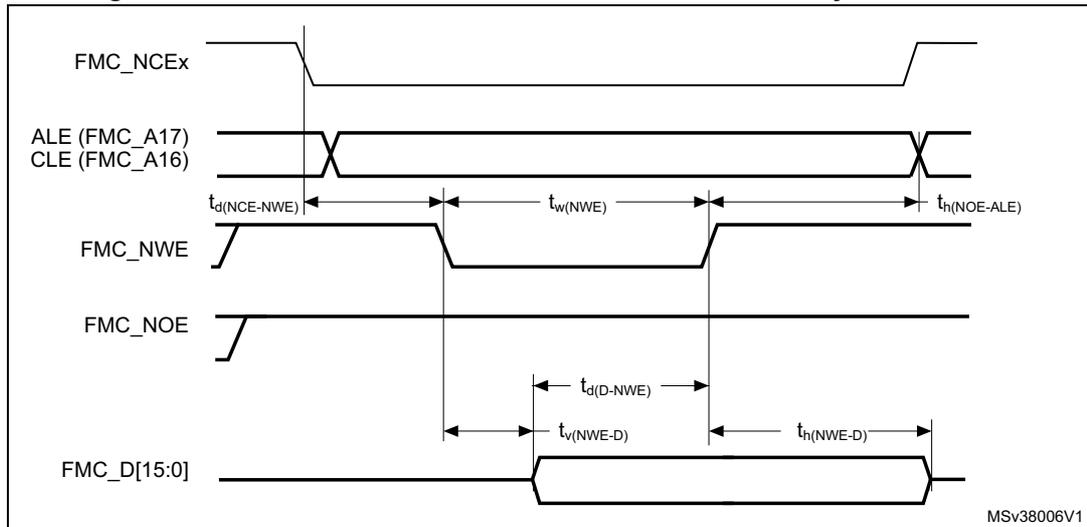 FMC_NCEx
ALE (FMC_A17)
CLE (FMC_A16)
td(NCE-NWE)
tw(NWE)
th(NOE-ALE)
FMC_NWE
FMC_NOE
td(D-NWE)
tv(NWE-D)
th(NWE-D)
FMC_D[15:0]
MSv38006V1